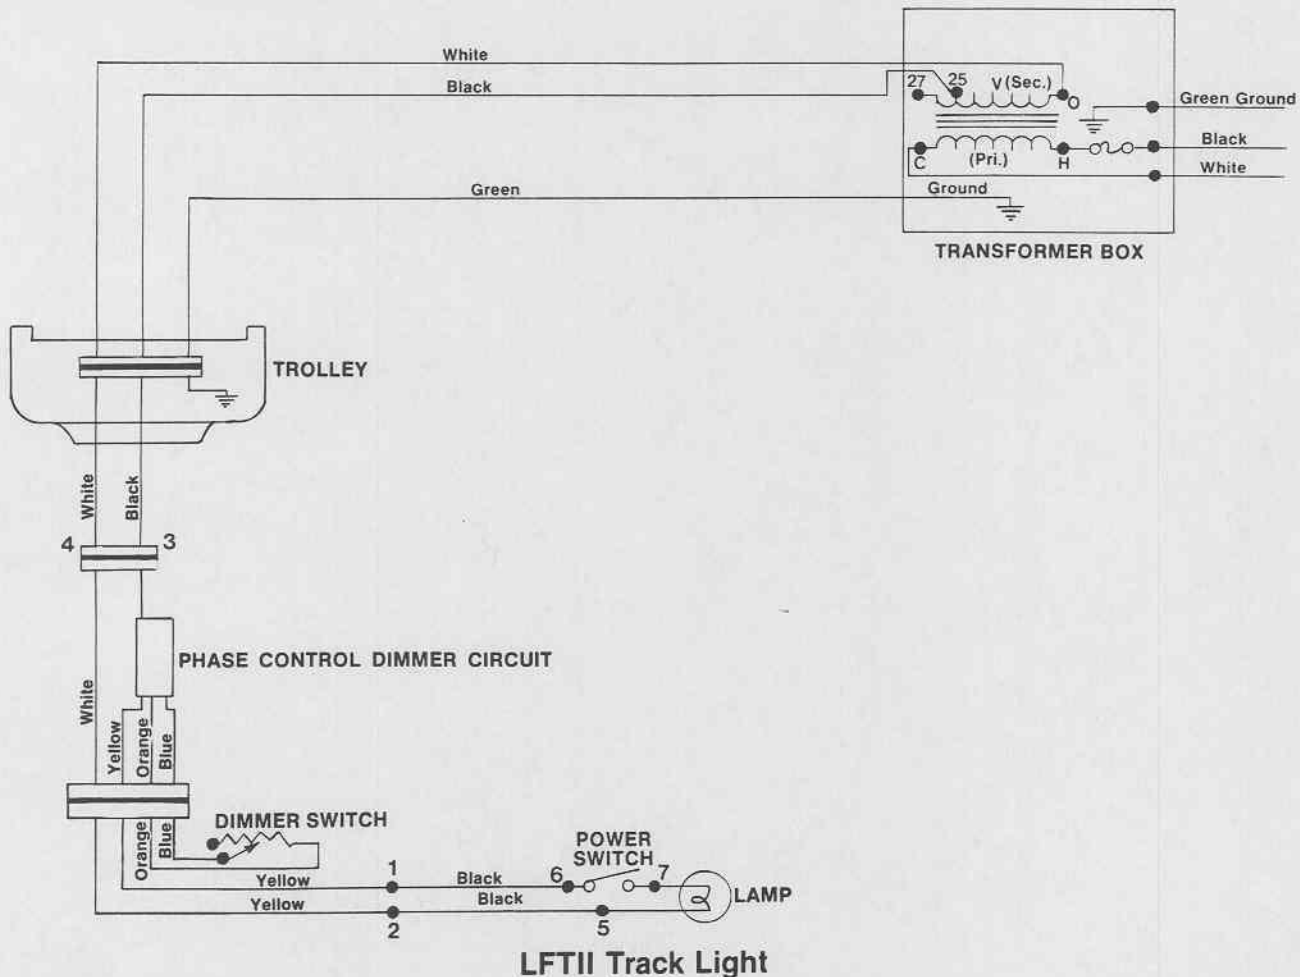 White
27
25
V (Sec.)
O
Black
Green Ground
C
(Pri.)
H
Black
White
Green
Ground
TRANSFORMER BOX
TROLLEY
White
Black
4
3
PHASE CONTROL DIMMER CIRCUIT
White
Yellow
Orange
Blue
DIMMER SWITCH
Orange
Blue
POWER
SWITCH
1
Black
6
7
Yellow
LAMP
Yellow
Black
2
5
LFTII Track Light